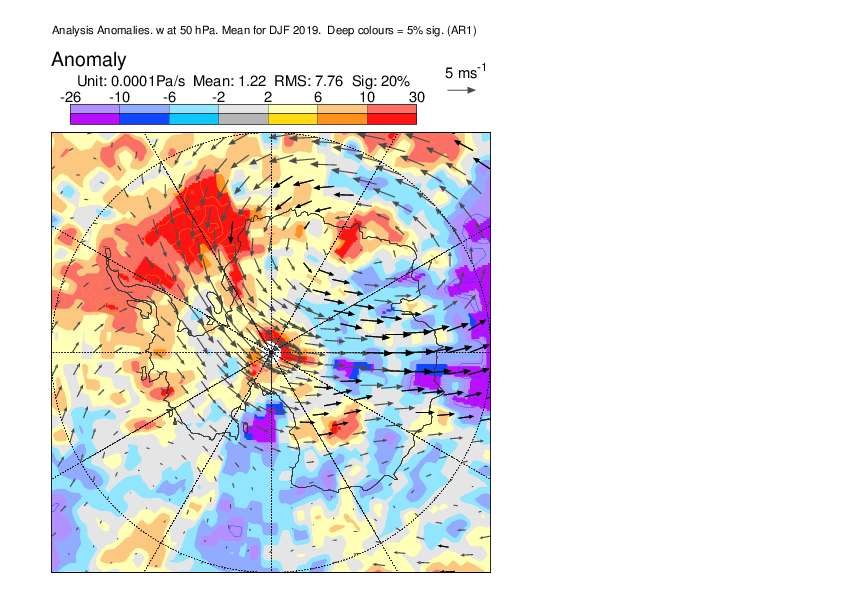 Analysis Anomalies. w at 50 hPa. Mean for DJF 2019. Deep colours = 5% sig. (AR1)
Anomaly
Unit: 0.0001Pa/s Mean: 1.22 RMS: 7.76 Sig: 20%
5 ms-1
-26 -10 -6 -2 2 6 10 30